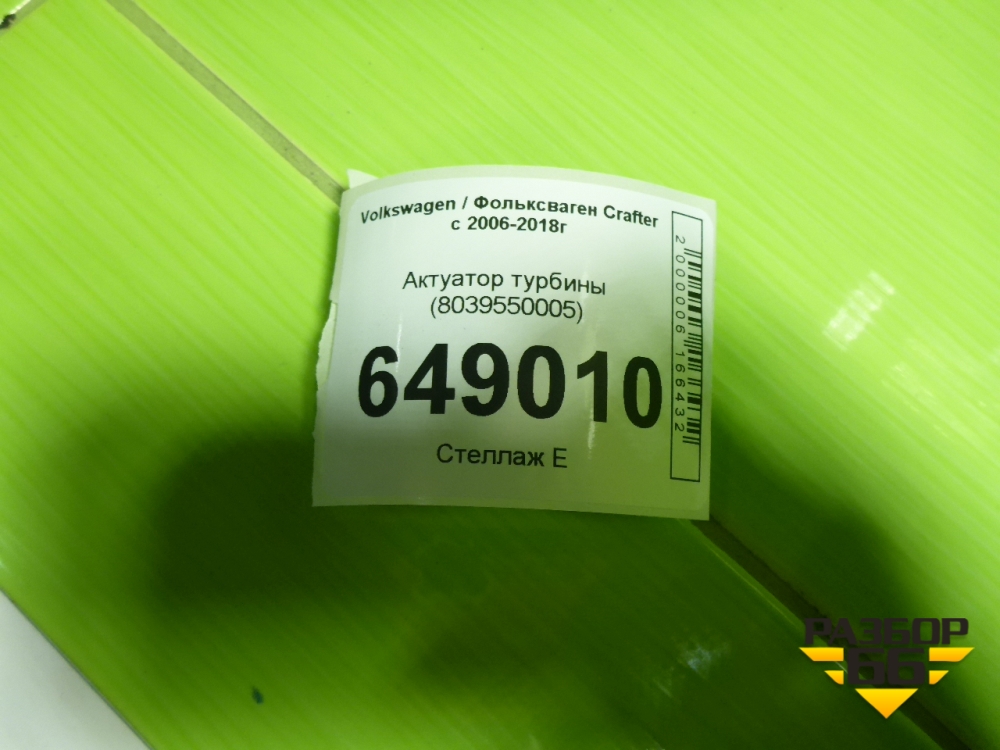 Volkswagen / Фольксваген Crafter
с 2006-2018г
Актуатор турбины
(8039550005)
649010
Стеллаж Е
2000006166432
РАЗБОР
66